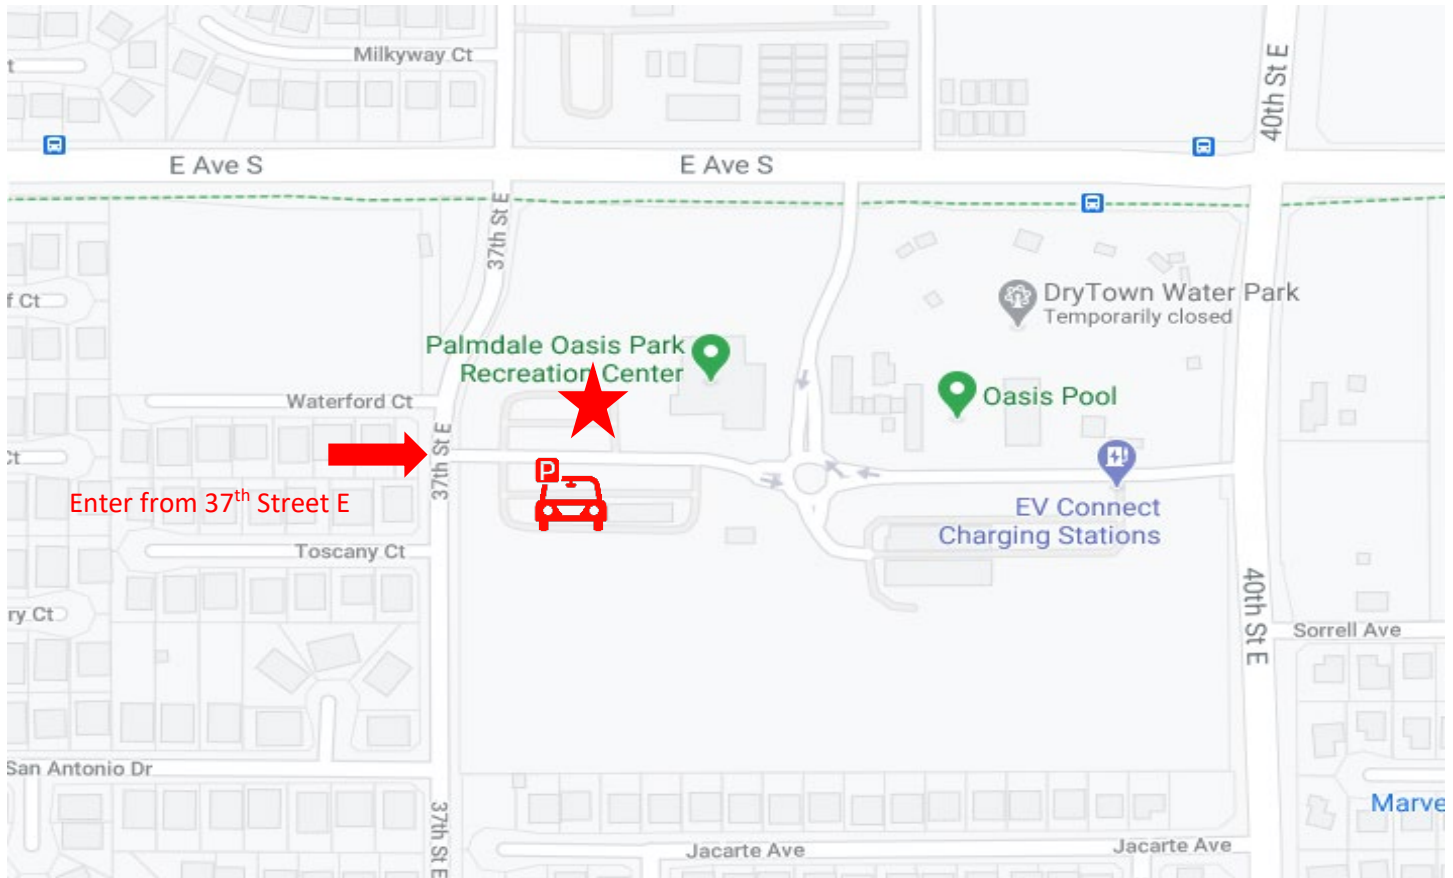 Milkyway Ct
40th St E
E Ave S
E Ave S
37th St E
f Ct
DryTown Water Park
Temporarily closed
Palmdale Oasis Park
Recreation Center
Oasis Pool
Waterford Ct
37th St E
Enter from 37th Street E
P
EV Connect
Charging Stations
Toscany Ct
ry Ct
40th St E
Sorrell Ave
San Antonio Dr
Marve
37th St E
Jacarte Ave
Jacarte Ave